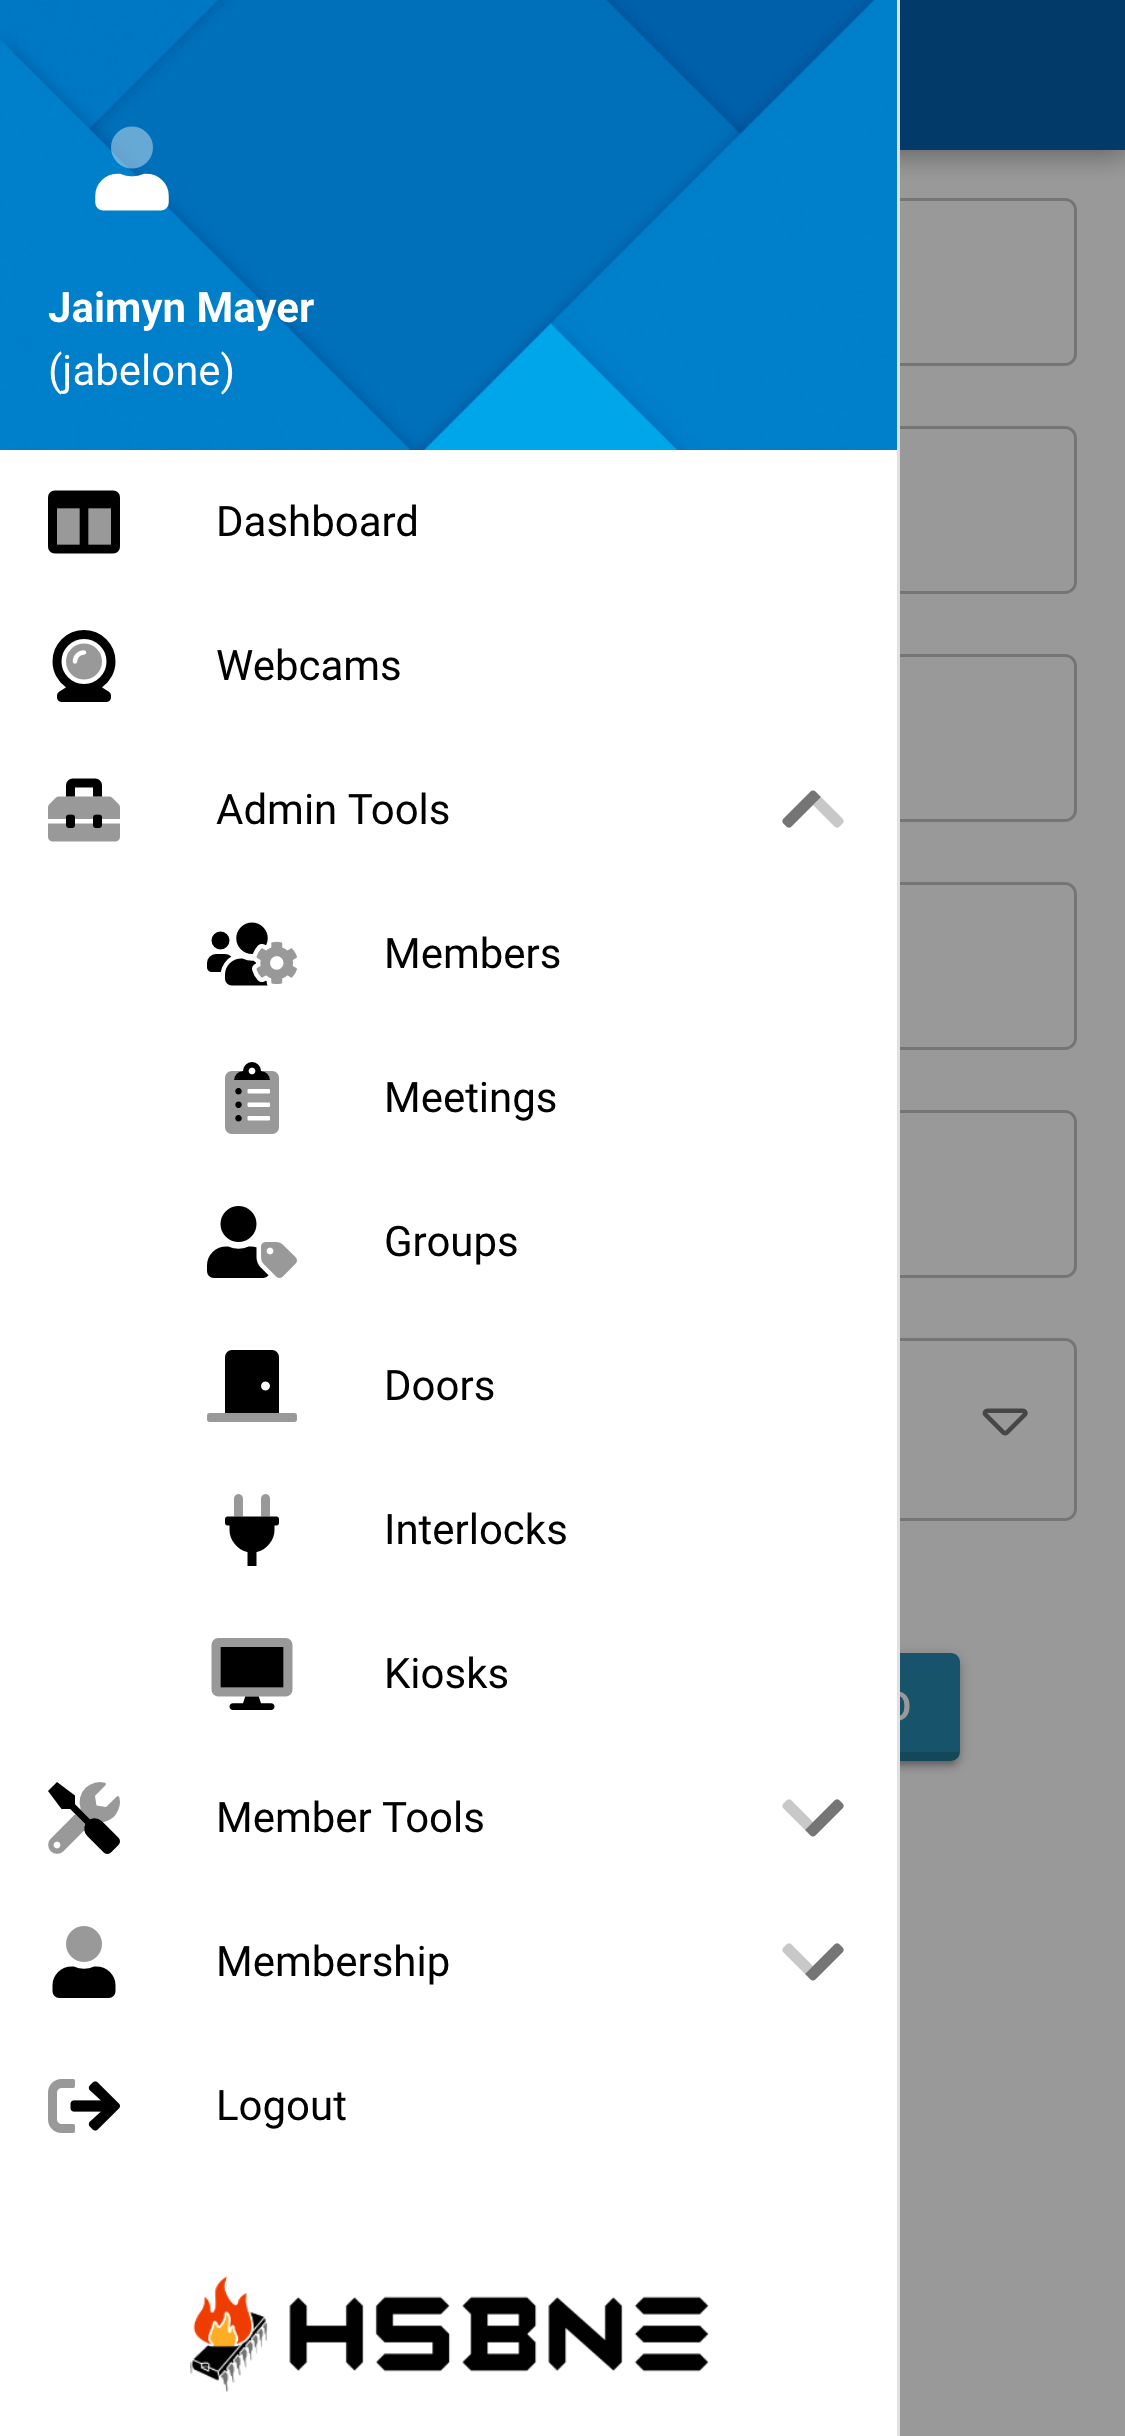 Jaimyn Mayer
(jabelone)
Dashboard
Webcams
Admin Tools
Members
Meetings
Groups
Doors
Interlocks
Kiosks
Member Tools
Membership
Logout
HSBNE